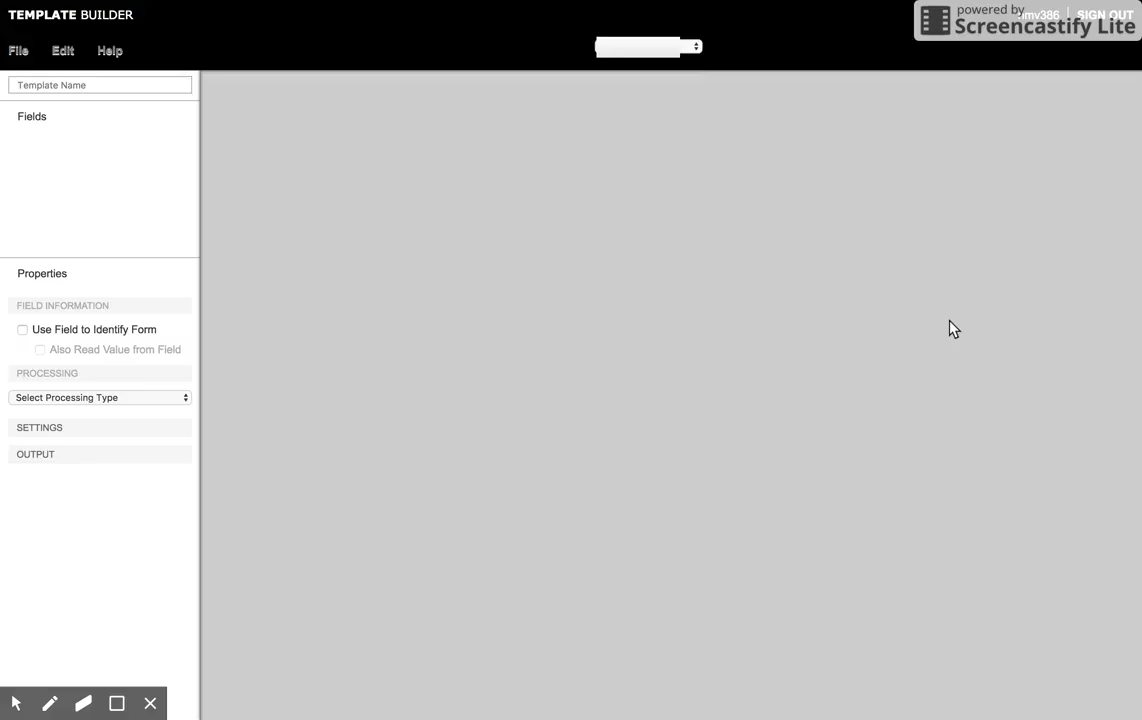 TEMPLATE BUILDER
powered by
Screencastify Lite
SIGN OUT
File Edit Help
Template Name
Fields
Properties
FIELD INFORMATION
Use Field to Identify Form
Also Read Value from Field
PROCESSING
Select Processing Type
SETTINGS
OUTPUT